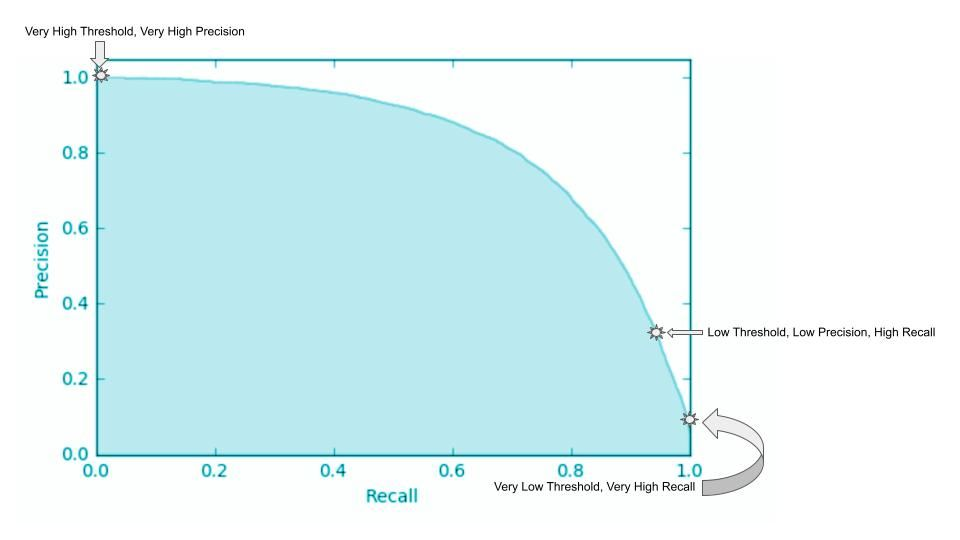 Very High Threshold, Very High Precision
1.0
0.8
0.6
0.4
0.2
0.0
Precision
Low Threshold, Low Precision, High Recall
0.0 0.2 0.4 0.6 0.8 1.0
Very Low Threshold, Very High Recall
Recall